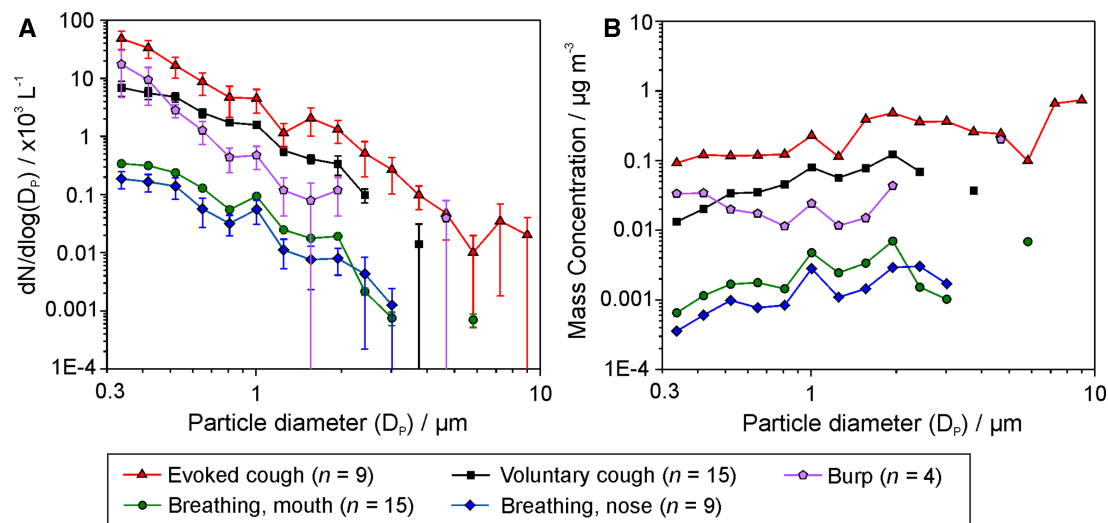 A
dN/dlog(Dₚ) / x10³ L⁻¹
100
10
1
0.1
0.01
0.001
1E-4
0.3
1
10
Particle diameter (Dₚ) / µm
B
Mass Concentration / µg m⁻³
10
1
0.1
0.01
0.001
1E-4
0.3
1
10
Particle diameter (Dₚ) / µm
Evoked cough (n = 9)
Voluntary cough (n = 15)
Burp (n = 4)
Breathing, mouth (n = 15)
Breathing, nose (n = 9)